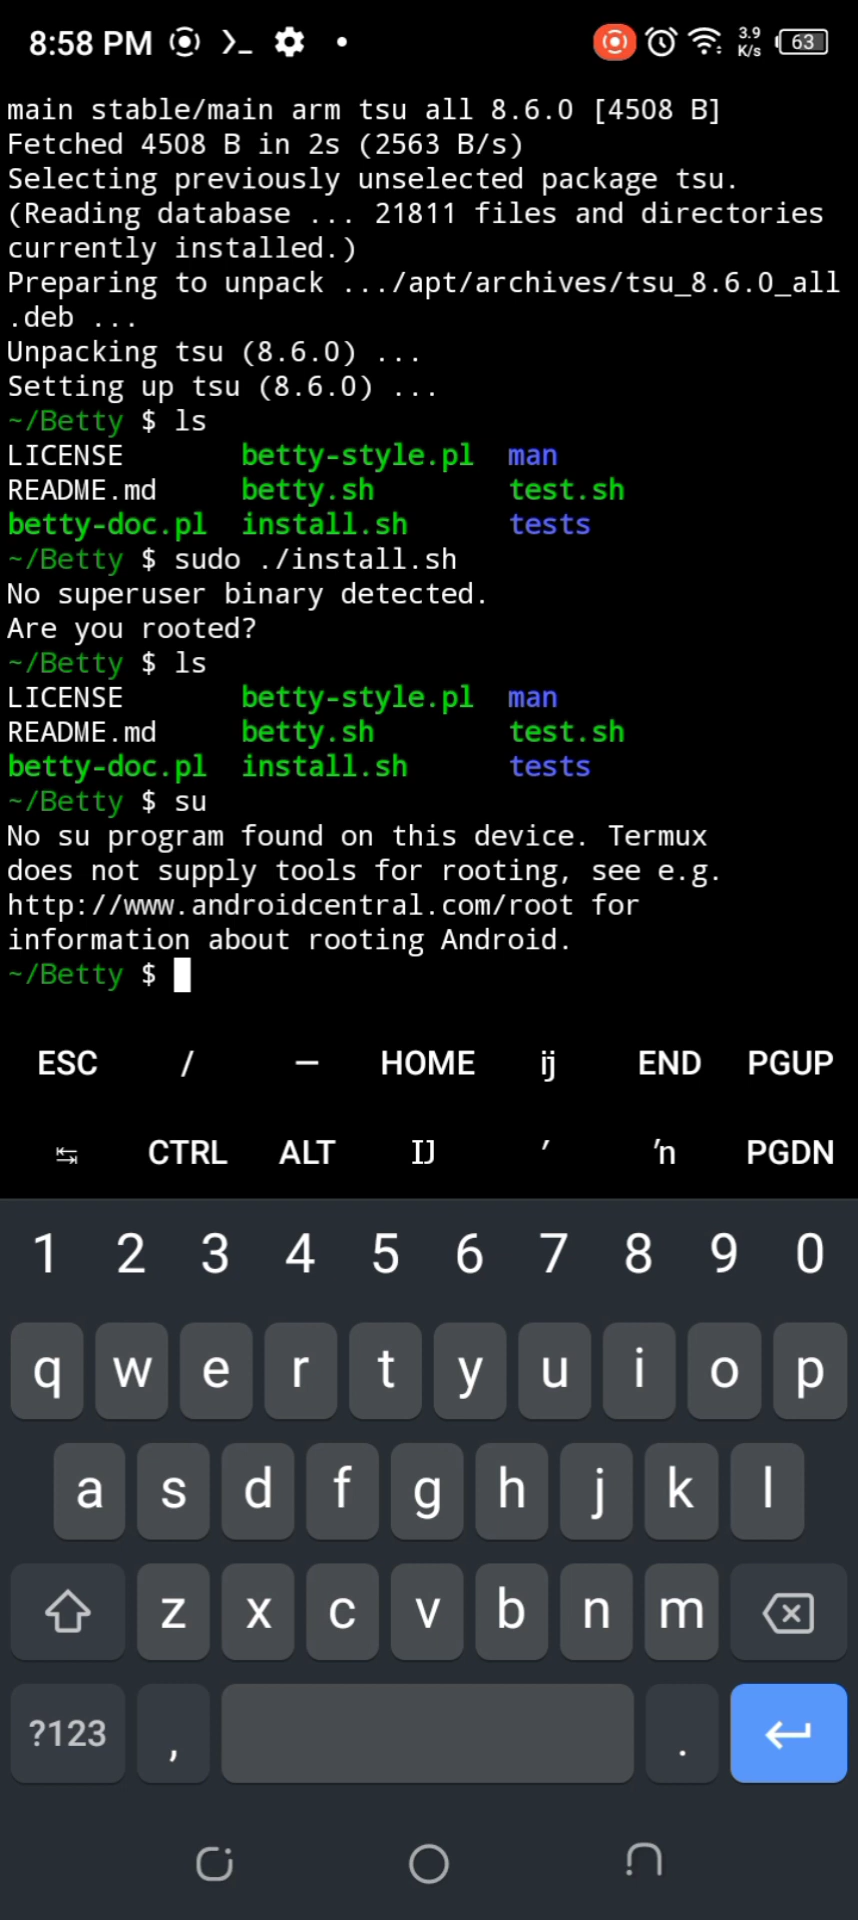 8:58 PM
3.9
K/s
63
main stable/main arm tsu all 8.6.0 [4508 B]
Fetched 4508 B in 2s (2563 B/s)
Selecting previously unselected package tsu.
(Reading database ... 21811 files and directories
currently installed.)
Preparing to unpack .../apt/archives/tsu_8.6.0_all
.deb ...
Unpacking tsu (8.6.0) ...
Setting up tsu (8.6.0) ...
~/Betty $ ls
LICENSE betty-style.pl man
README.md betty.sh test.sh
betty-doc.pl install.sh tests
~/Betty $ sudo ./install.sh
No superuser binary detected.
Are you rooted?
~/Betty $ ls
LICENSE betty-style.pl man
README.md betty.sh test.sh
betty-doc.pl install.sh tests
~/Betty $ su
No su program found on this device. Termux
does not supply tools for rooting, see e.g.
http://www.androidcentral.com/root for
information about rooting Android.
~/Betty $
ESC / — HOME ĳ END PGUP
↹ CTRL ALT Ĳ ′ ŉ PGDN
1 2 3 4 5 6 7 8 9 0
q w e r t y u i o p
a s d f g h j k l
z x c v b n m
?123 , .